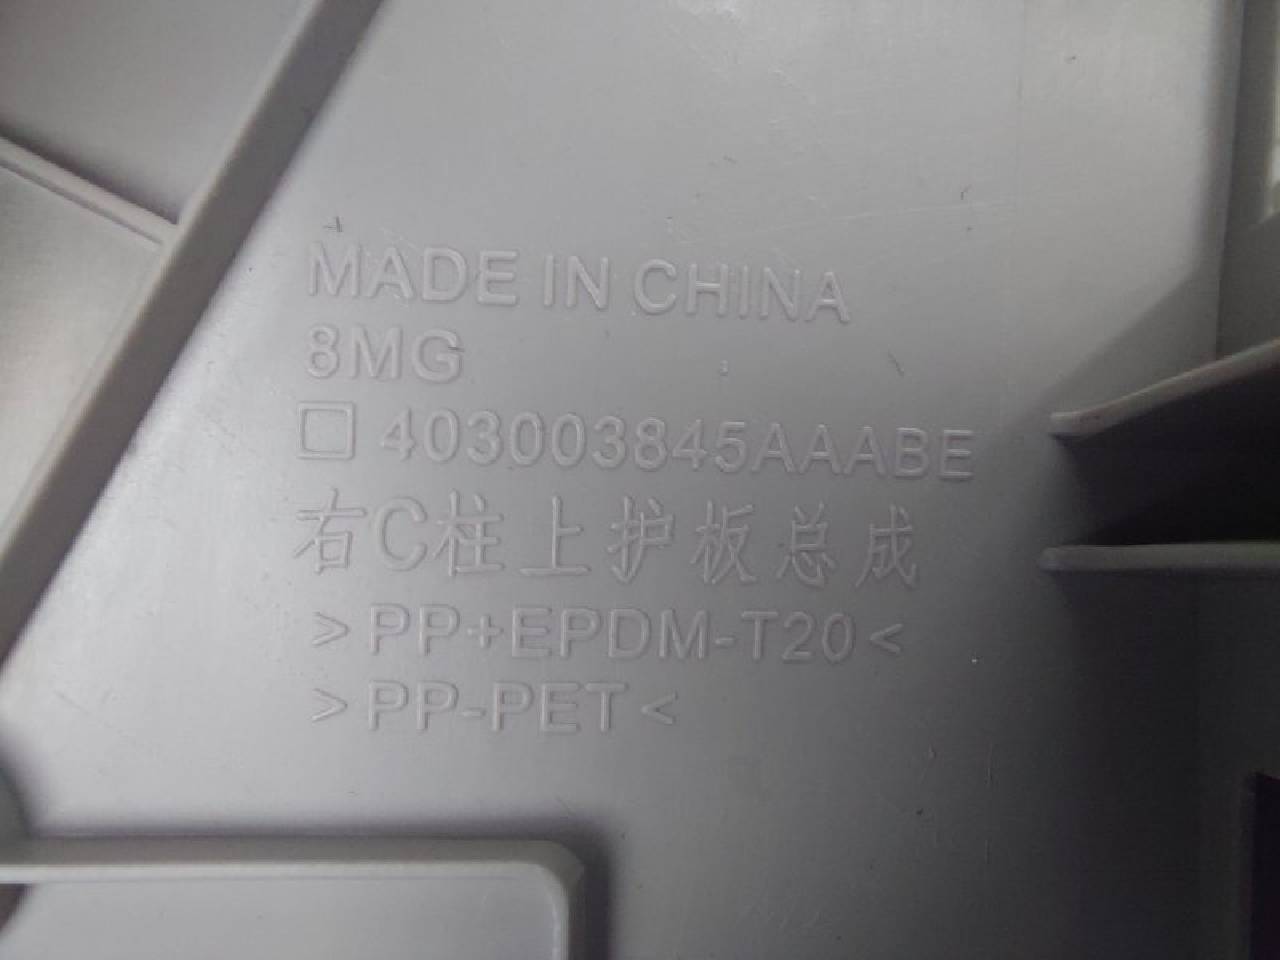 MADE IN CHINA
8MG
□ 403003845AAABE
右C柱上护板总成
>PP+EPDM-T20<
>PP-PET<